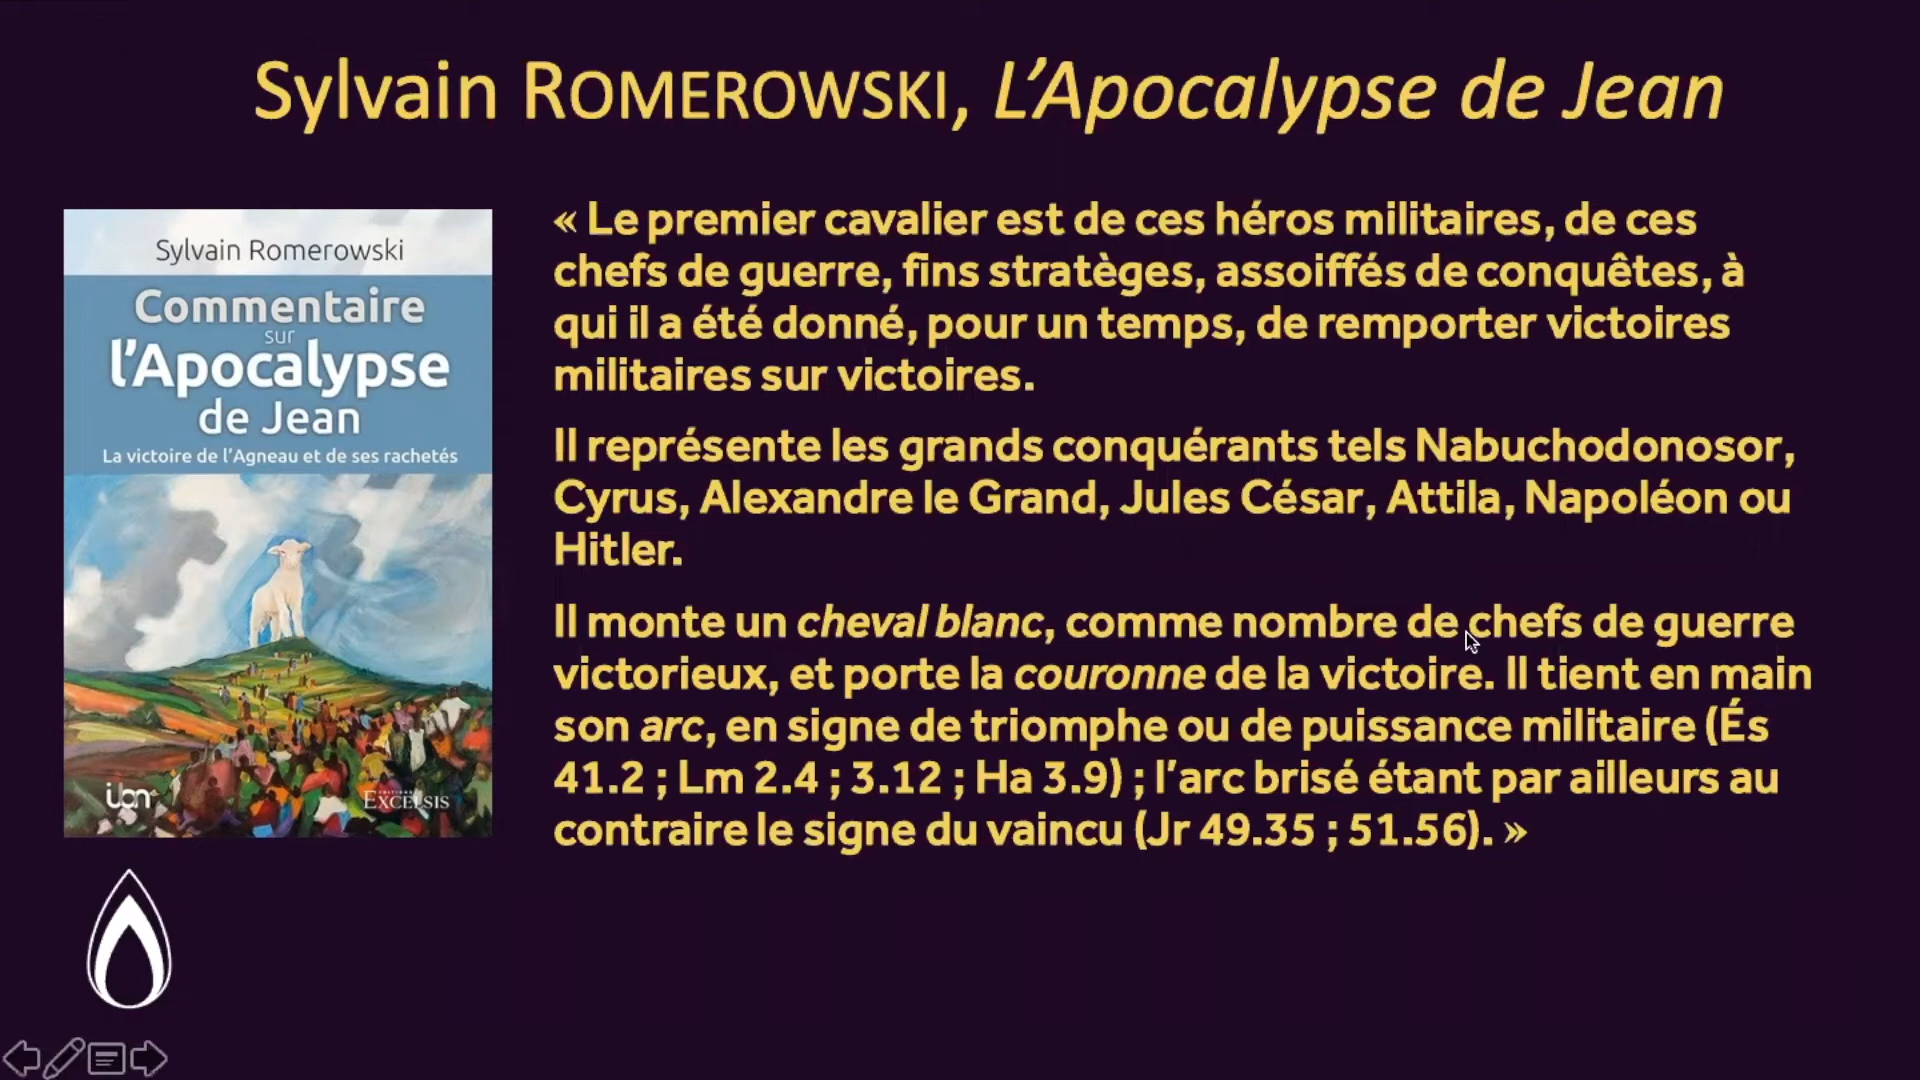 Sylvain ROMEROWSKI, L’Apocalypse de Jean
Sylvain Romerowski
Commentaire
sur
l’Apocalypse
de Jean
La victoire de l’Agneau et de ses rachetés
ÉDITIONS
EXCELSIS
« Le premier cavalier est de ces héros militaires, de ces
chefs de guerre, fins stratèges, assoiffés de conquêtes, à
qui il a été donné, pour un temps, de remporter victoires
militaires sur victoires.
Il représente les grands conquérants tels Nabuchodonosor,
Cyrus, Alexandre le Grand, Jules César, Attila, Napoléon ou
Hitler.
Il monte un cheval blanc, comme nombre de chefs de guerre
victorieux, et porte la couronne de la victoire. Il tient en main
son arc, en signe de triomphe ou de puissance militaire (És
41.2 ; Lm 2.4 ; 3.12 ; Ha 3.9) ; l’arc brisé étant par ailleurs au
contraire le signe du vaincu (Jr 49.35 ; 51.56). »